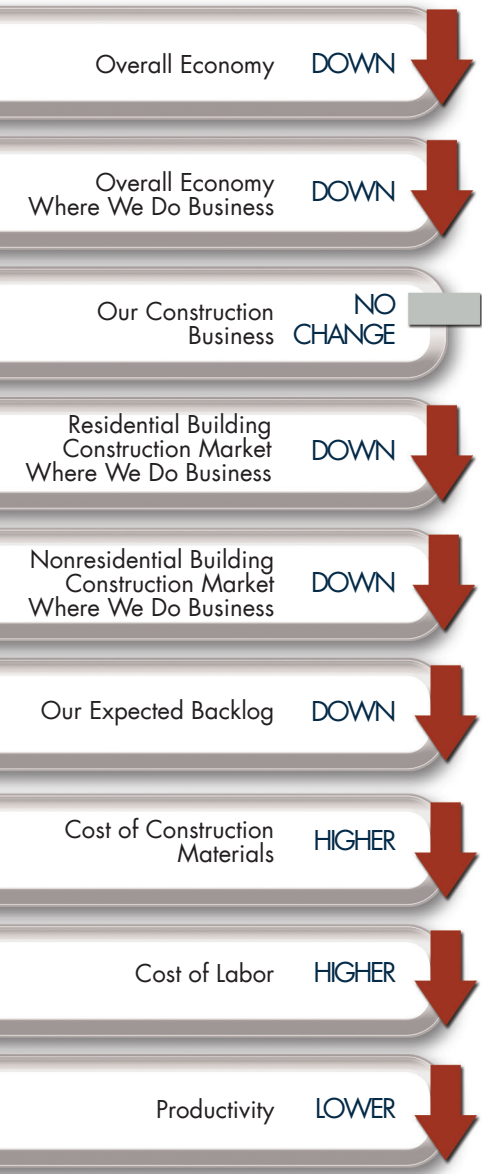 Overall Economy DOWN
Overall Economy
Where We Do Business DOWN
Our Construction
Business NO
CHANGE
Residential Building
Construction Market
Where We Do Business DOWN
Nonresidential Building
Construction Market
Where We Do Business DOWN
Our Expected Backlog DOWN
Cost of Construction
Materials HIGHER
Cost of Labor HIGHER
Productivity LOWER